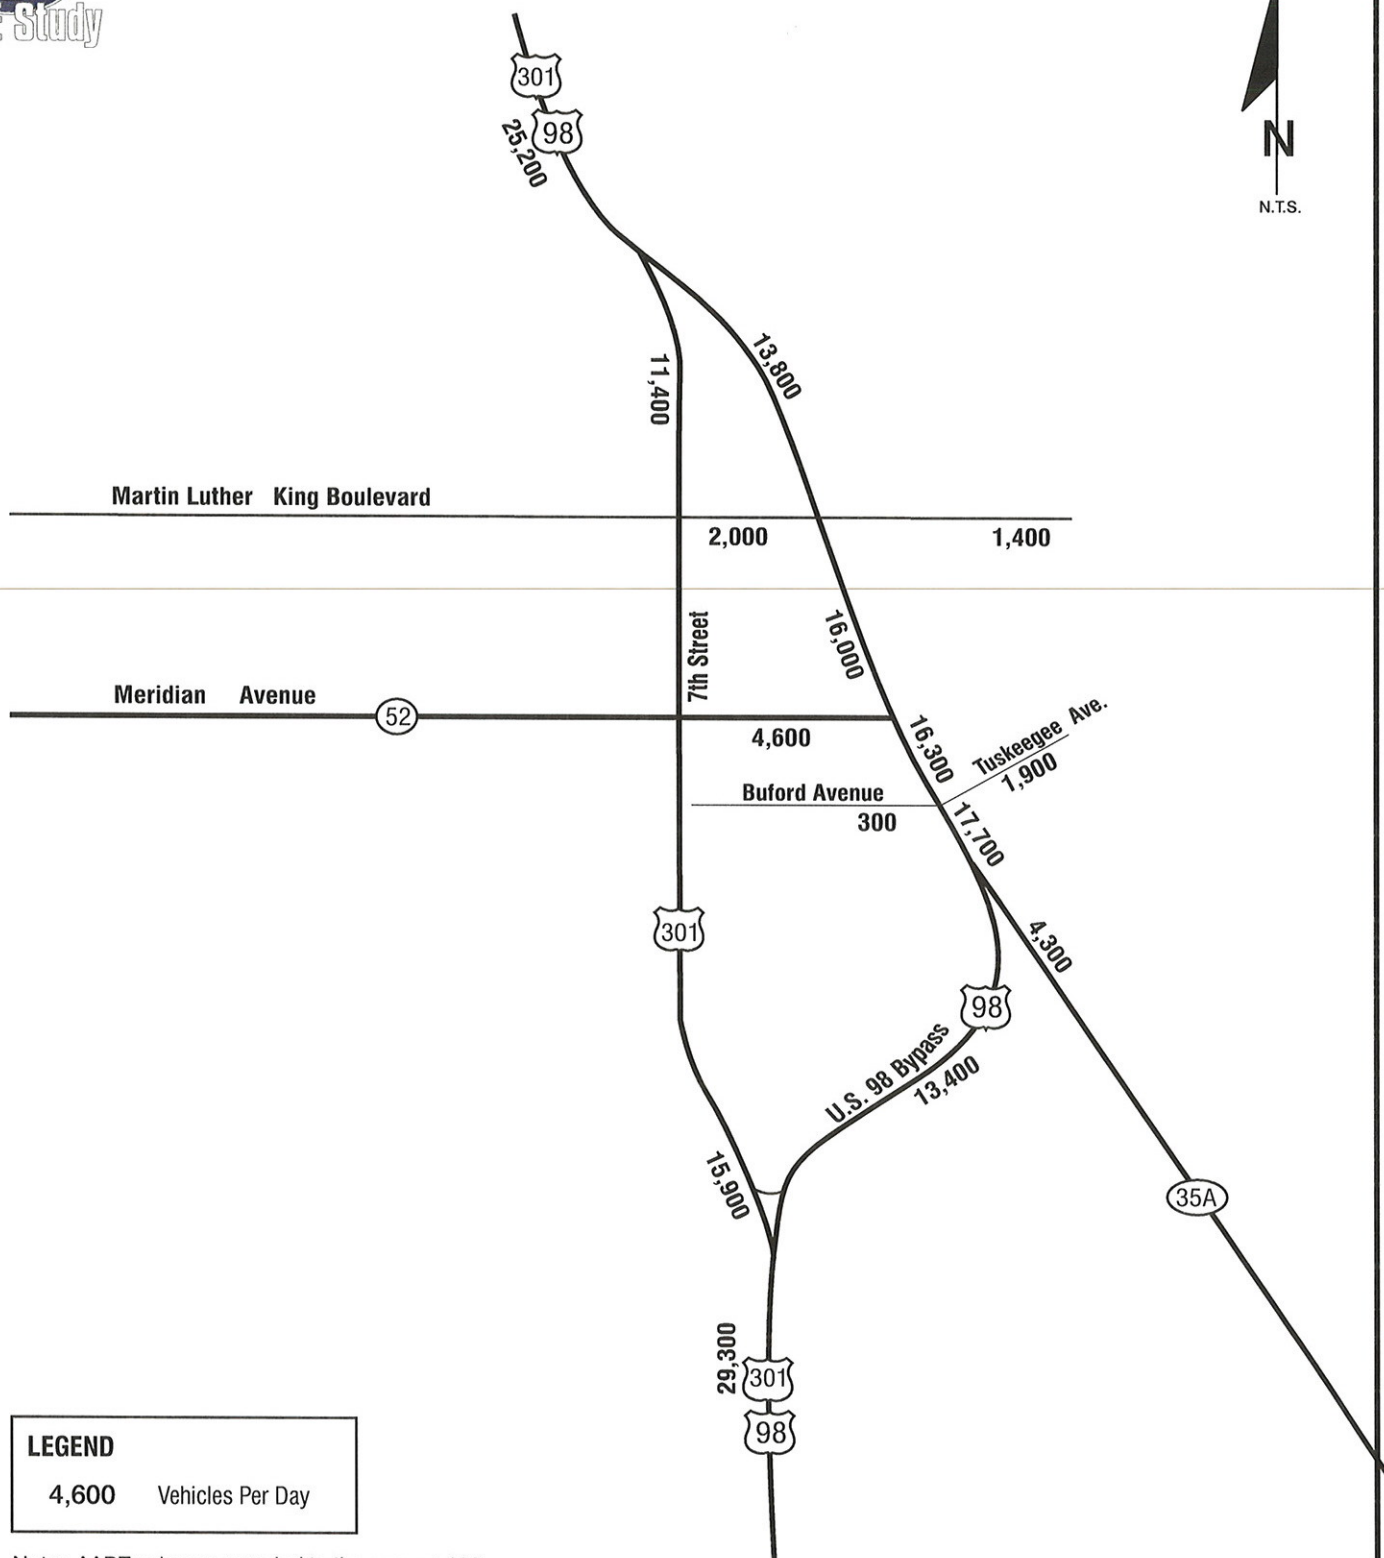 Study
301
98
25,200
N
N.T.S.
13,800
11,400
Martin Luther King Boulevard
2,000
1,400
16,000
7th Street
Meridian Avenue
52
4,600
16,300
Tuskeegee Ave.
1,900
Buford Avenue
300
17,700
301
4,300
98
U.S. 98 Bypass
13,400
15,900
35A
29,300
301
98
LEGEND
4,600 Vehicles Per Day